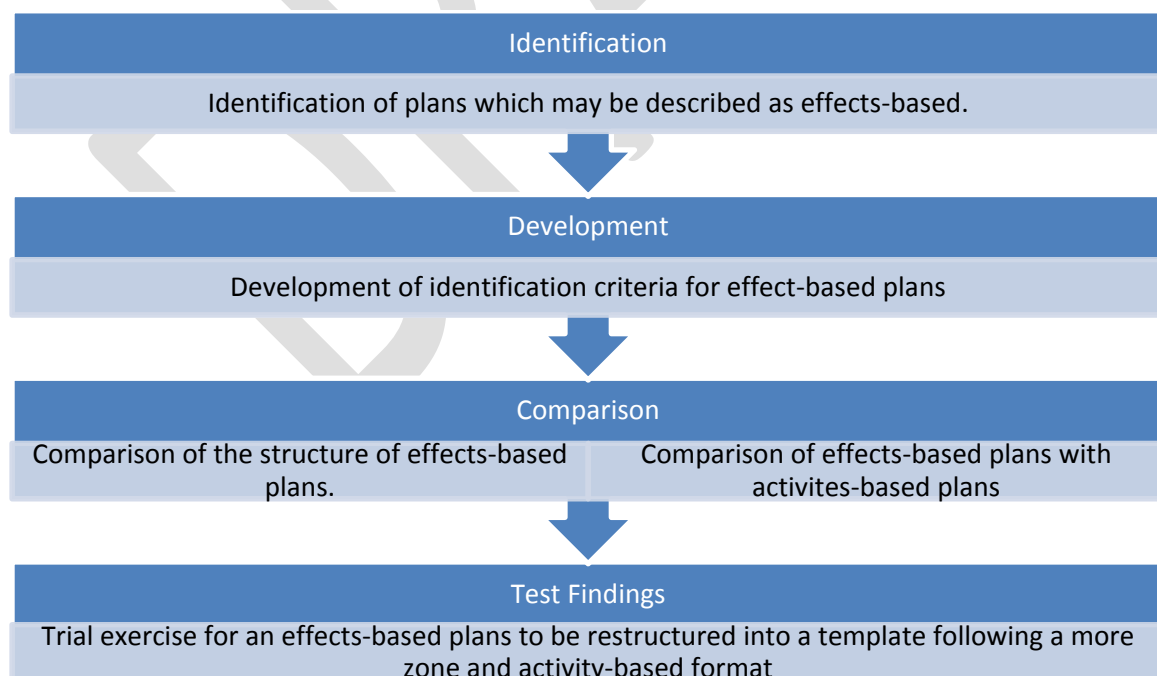 Identification
Identification of plans which may be described as effects-based.
Development
Development of identification criteria for effect-based plans
Comparison
Comparison of the structure of effects-based
plans.
Comparison of effects-based plans with
activites-based plans
Test Findings
Trial exercise for an effects-based plans to be restructured into a template following a more
zone and activity-based format